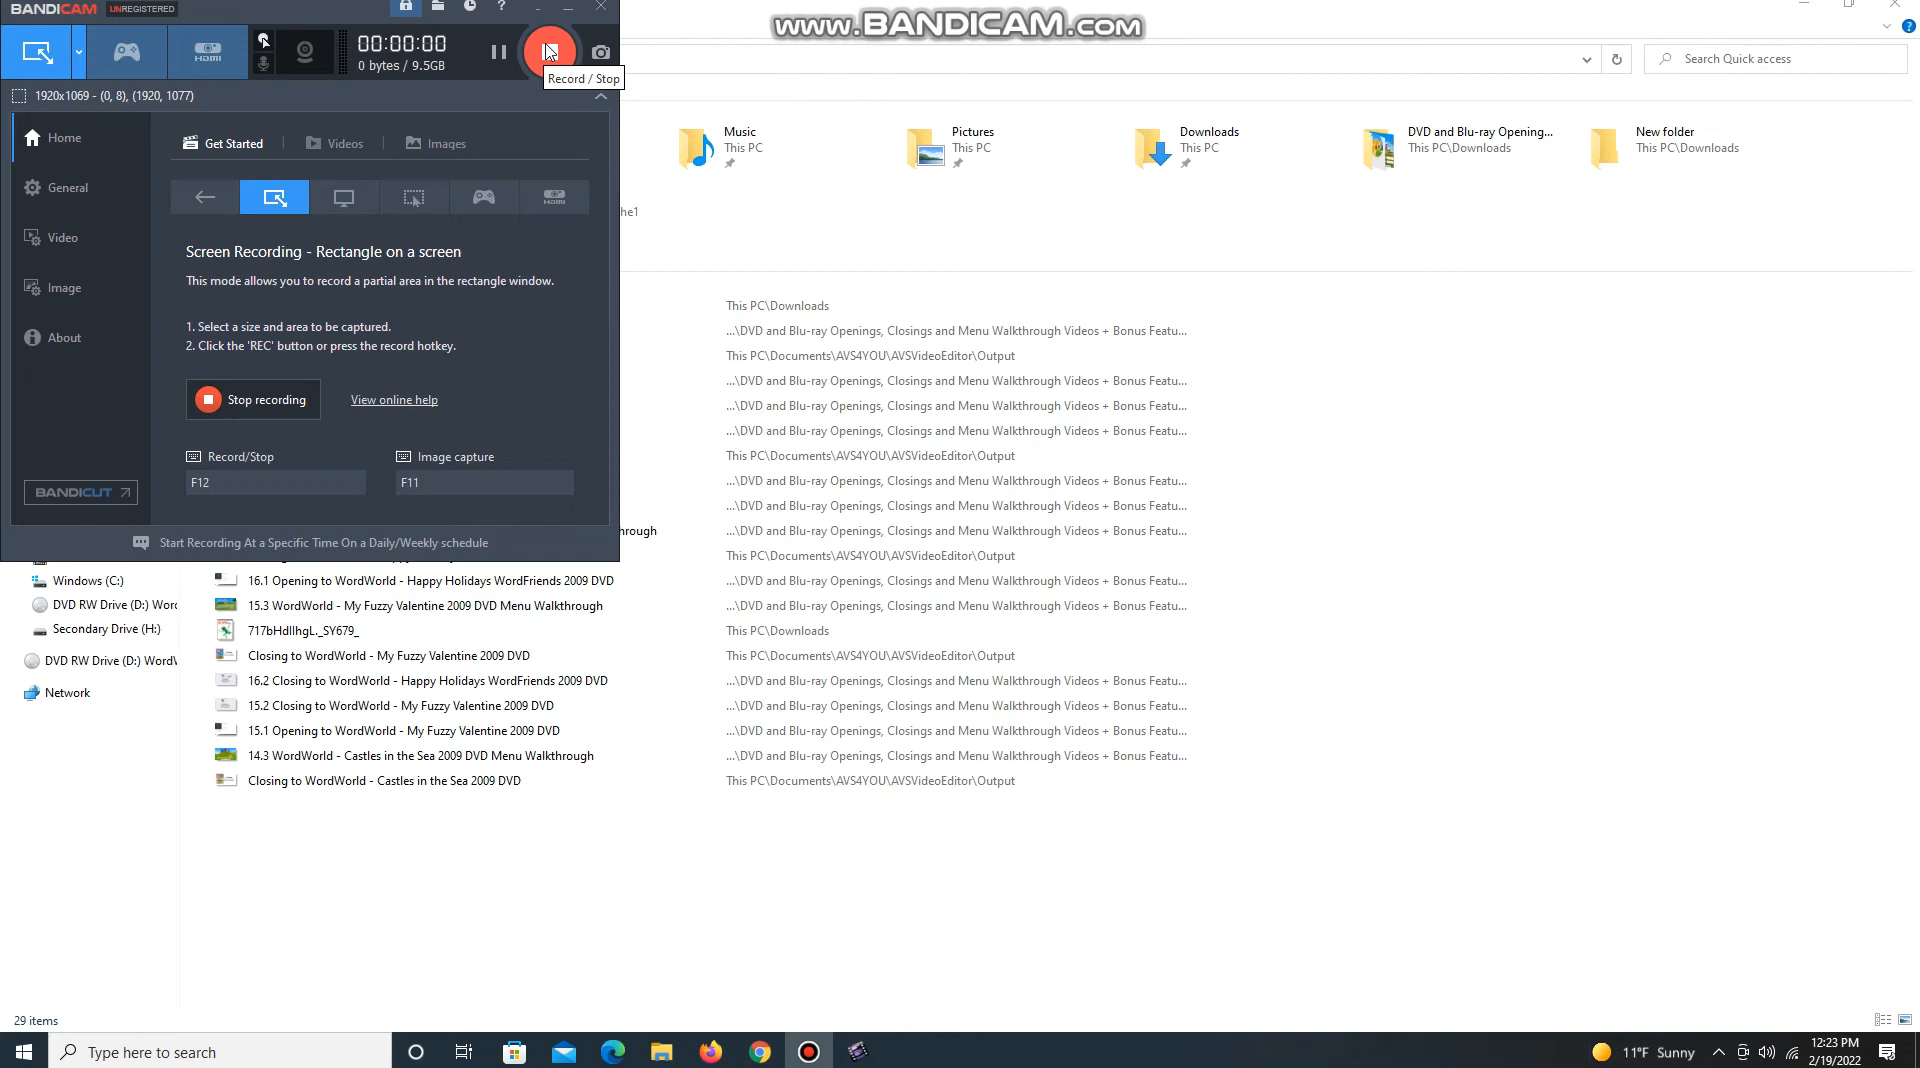 BANDICAM UNREGISTERED
www.BANDICAM.com
00:00:00
0 bytes / 9.5GB
HDMI
Record / Stop
Search Quick access
1920x1069 - (0, 8), (1920, 1077)
Home
General
Video
Image
About
BANDICUT
Get Started
Videos
Images
HDMI
Screen Recording - Rectangle on a screen
This mode allows you to record a partial area in the rectangle window.
1. Select a size and area to be captured.
2. Click the 'REC' button or press the record hotkey.
Stop recording
View online help
Record/Stop
Image capture
F12
F11
Start Recording At a Specific Time On a Daily/Weekly schedule
Music
This PC
Pictures
This PC
Downloads
This PC
DVD and Blu-ray Opening...
This PC\Downloads
New folder
This PC\Downloads
he1
This PC\Downloads
...\DVD and Blu-ray Openings, Closings and Menu Walkthrough Videos + Bonus Featu...
This PC\Documents\AVS4YOU\AVSVideoEditor\Output
...\DVD and Blu-ray Openings, Closings and Menu Walkthrough Videos + Bonus Featu...
...\DVD and Blu-ray Openings, Closings and Menu Walkthrough Videos + Bonus Featu...
...\DVD and Blu-ray Openings, Closings and Menu Walkthrough Videos + Bonus Featu...
This PC\Documents\AVS4YOU\AVSVideoEditor\Output
...\DVD and Blu-ray Openings, Closings and Menu Walkthrough Videos + Bonus Featu...
...\DVD and Blu-ray Openings, Closings and Menu Walkthrough Videos + Bonus Featu...
hrough ...\DVD and Blu-ray Openings, Closings and Menu Walkthrough Videos + Bonus Featu...
This PC\Documents\AVS4YOU\AVSVideoEditor\Output
16.1 Opening to WordWorld - Happy Holidays WordFriends 2009 DVD ...\DVD and Blu-ray Openings, Closings and Menu Walkthrough Videos + Bonus Featu...
15.3 WordWorld - My Fuzzy Valentine 2009 DVD Menu Walkthrough ...\DVD and Blu-ray Openings, Closings and Menu Walkthrough Videos + Bonus Featu...
717bHdIlhgL._SY679_ This PC\Downloads
Closing to WordWorld - My Fuzzy Valentine 2009 DVD This PC\Documents\AVS4YOU\AVSVideoEditor\Output
16.2 Closing to WordWorld - Happy Holidays WordFriends 2009 DVD ...\DVD and Blu-ray Openings, Closings and Menu Walkthrough Videos + Bonus Featu...
15.2 Closing to WordWorld - My Fuzzy Valentine 2009 DVD ...\DVD and Blu-ray Openings, Closings and Menu Walkthrough Videos + Bonus Featu...
15.1 Opening to WordWorld - My Fuzzy Valentine 2009 DVD ...\DVD and Blu-ray Openings, Closings and Menu Walkthrough Videos + Bonus Featu...
14.3 WordWorld - Castles in the Sea 2009 DVD Menu Walkthrough ...\DVD and Blu-ray Openings, Closings and Menu Walkthrough Videos + Bonus Featu...
Closing to WordWorld - Castles in the Sea 2009 DVD This PC\Documents\AVS4YOU\AVSVideoEditor\Output
Windows (C:)
DVD RW Drive (D:) Word
Secondary Drive (H:)
DVD RW Drive (D:) WordW
Network
29 items
Type here to search
11°F Sunny
12:23 PM
2/19/2022